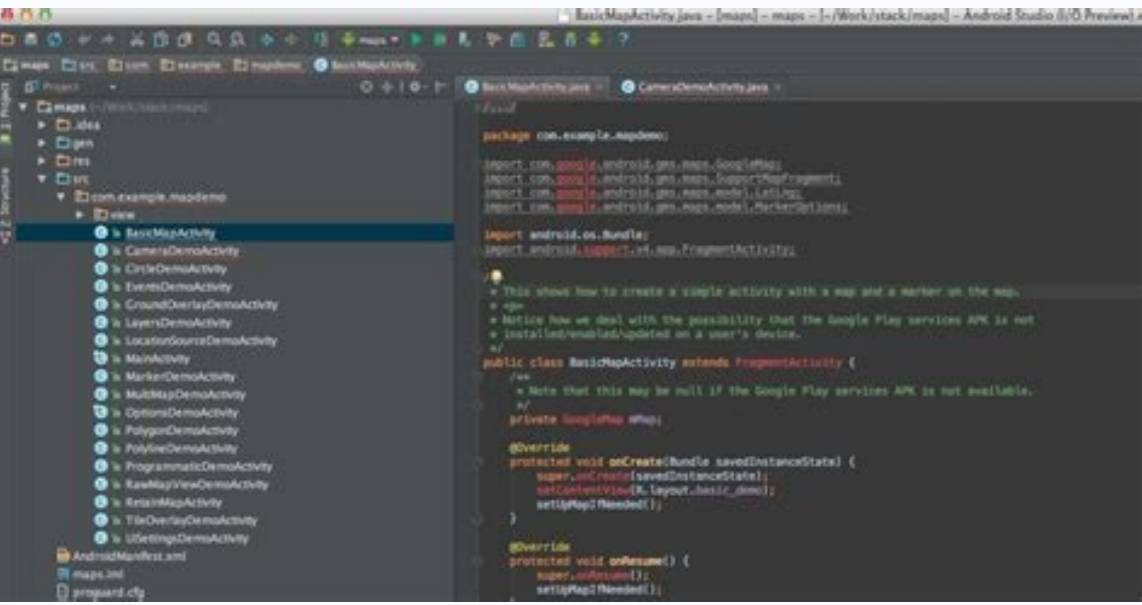 BasicMapActivity.java - [maps] - maps - [~/Work/stack/maps] - Android Studio (I/O Preview)
maps
maps src com example mapdemo BasicMapActivity
Project
1: Project
Z: Structure
maps (~/Work/stack/maps)
.idea
gen
res
src
com.example.mapdemo
view
BasicMapActivity
CameraDemoActivity
CircleDemoActivity
EventsDemoActivity
GroundOverlayDemoActivity
LayersDemoActivity
LocationSourceDemoActivity
MainActivity
MarkerDemoActivity
MultiMapDemoActivity
OptionsDemoActivity
PolygonDemoActivity
PolylineDemoActivity
ProgrammaticDemoActivity
RawMapViewDemoActivity
RetainMapActivity
TileOverlayDemoActivity
UiSettingsDemoActivity
AndroidManifest.xml
maps.iml
proguard.cfg
BasicMapActivity.java
CameraDemoActivity.java
package com.example.mapdemo;
import com.google.android.gms.maps.GoogleMap;
import com.google.android.gms.maps.SupportMapFragment;
import com.google.android.gms.maps.model.LatLng;
import com.google.android.gms.maps.model.MarkerOptions;
import android.os.Bundle;
import android.support.v4.app.FragmentActivity;
* This shows how to create a simple activity with a map and a marker on the map.
* <p>
* Notice how we deal with the possibility that the Google Play services APK is not
* installed/enabled/updated on a user's device.
*/
public class BasicMapActivity extends FragmentActivity {
/**
* Note that this may be null if the Google Play services APK is not available.
*/
private GoogleMap mMap;
@Override
protected void onCreate(Bundle savedInstanceState) {
super.onCreate(savedInstanceState);
setContentView(R.layout.basic_demo);
setUpMapIfNeeded();
}
@Override
protected void onResume() {
super.onResume();
setUpMapIfNeeded();